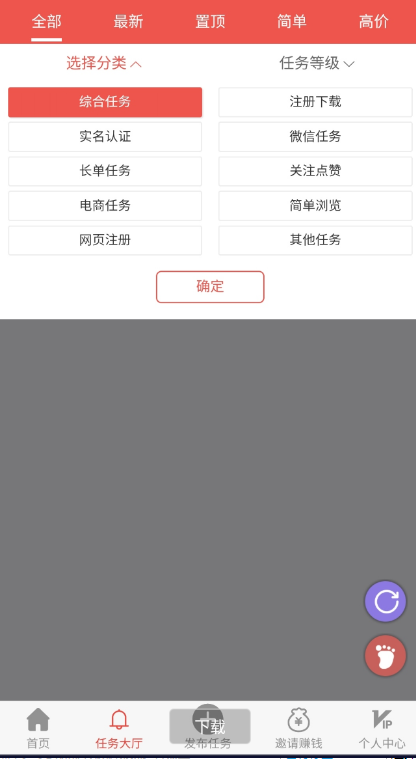 全部 最新 置顶 简单 高价
选择分类 任务等级
综合任务 注册下载
实名认证 微信任务
长单任务 关注点赞
电商任务 简单浏览
网页注册 其他任务
确定
下载
首页 任务大厅 发布任务 邀请赚钱 个人中心